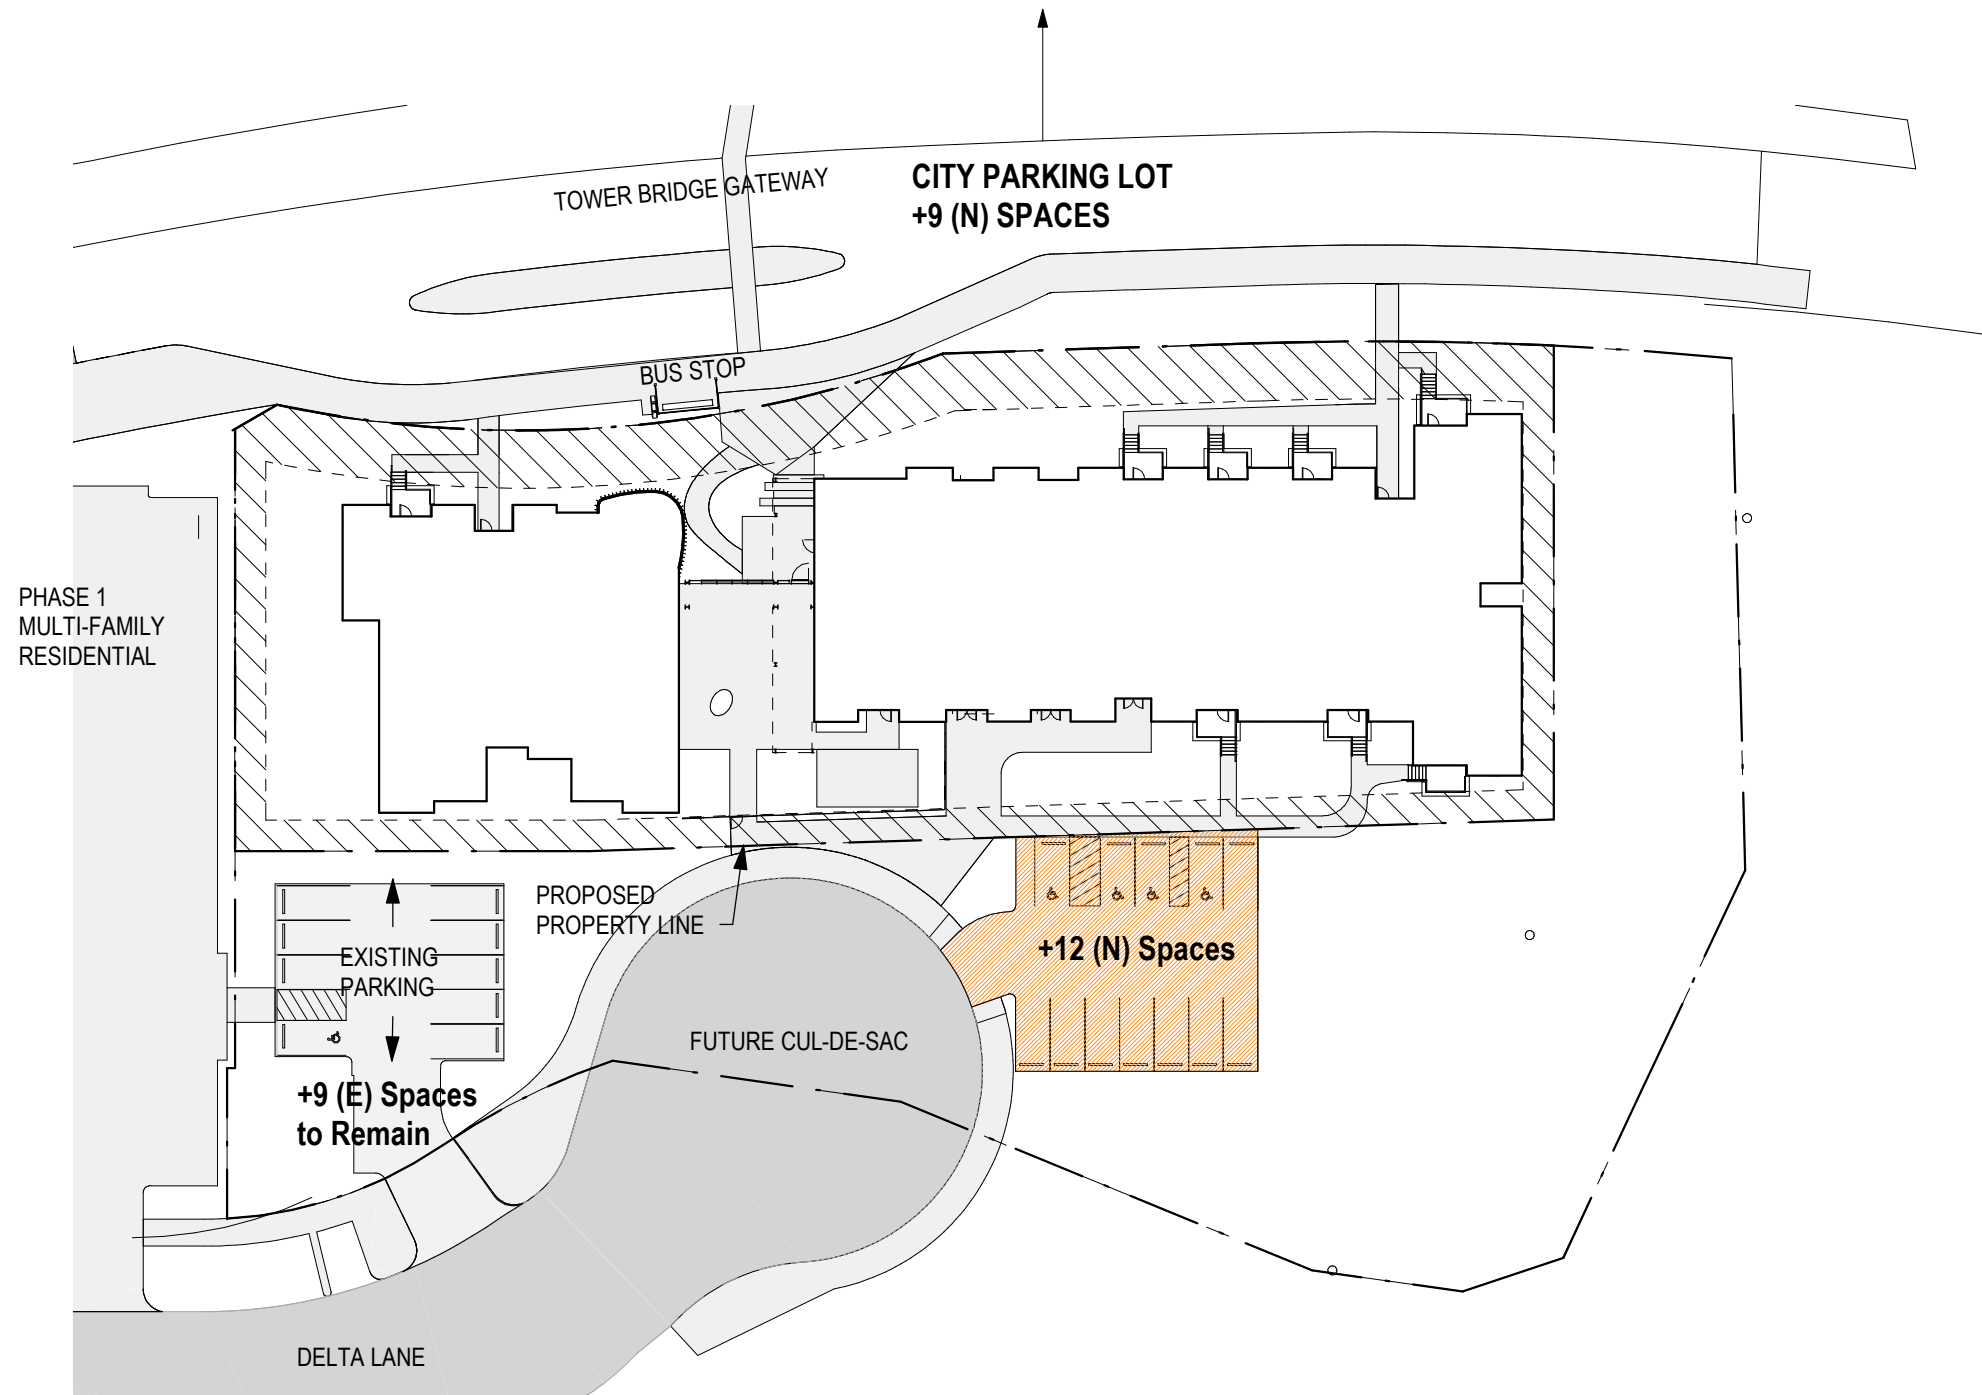 TOWER BRIDGE GATEWAY
CITY PARKING LOT
+9 (N) SPACES
BUS STOP
PHASE 1
MULTI-FAMILY
RESIDENTIAL
PROPOSED
PROPERTY LINE
EXISTING
PARKING
+12 (N) Spaces
FUTURE CUL-DE-SAC
+9 (E) Spaces
to Remain
DELTA LANE